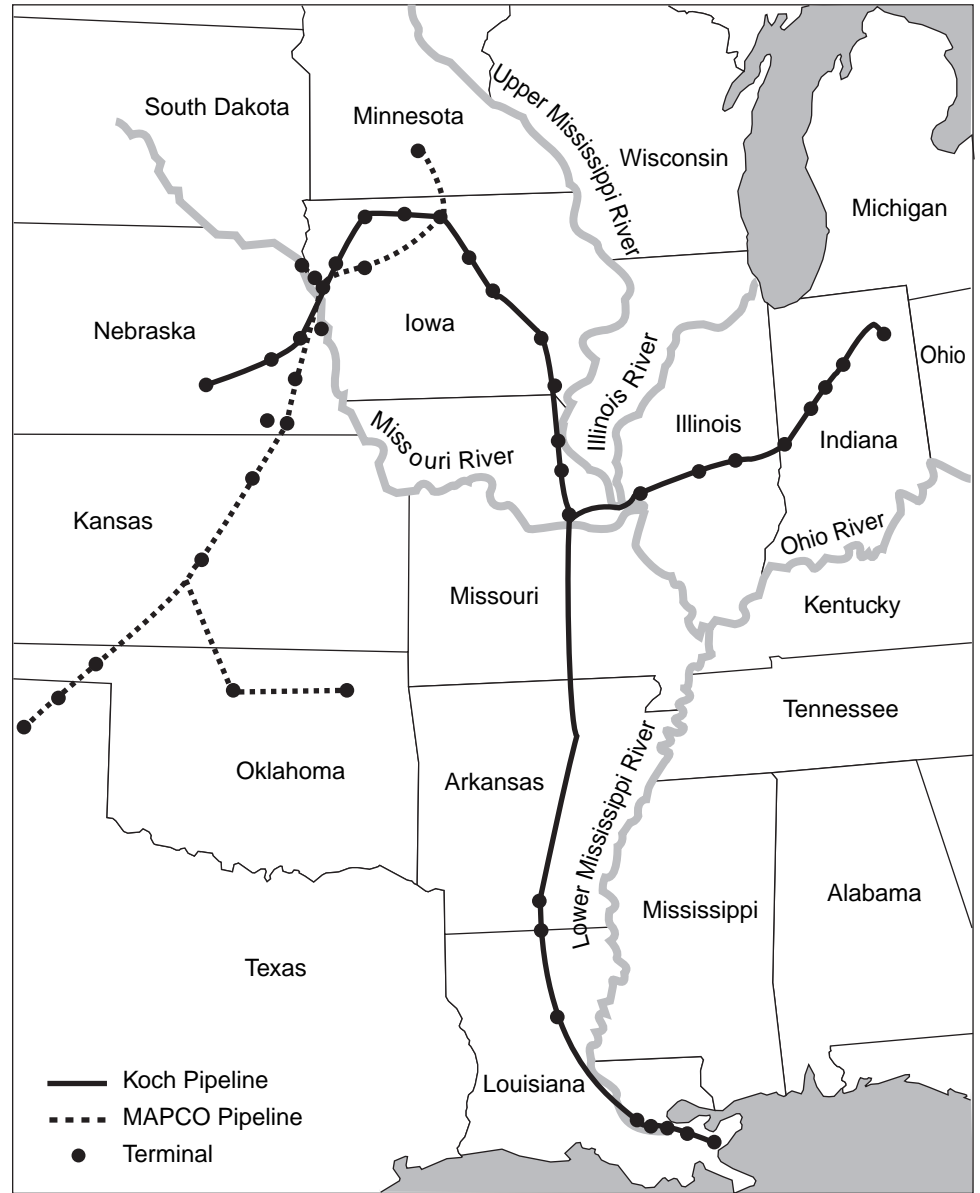 South Dakota
Minnesota
Upper Mississippi River
Wisconsin
Michigan
Nebraska
Iowa
Illinois River
Ohio
Illinois
Indiana
Missouri River
Kansas
Ohio River
Missouri
Kentucky
Tennessee
Oklahoma
Arkansas
Lower Mississippi River
Mississippi
Alabama
Texas
Louisiana
Koch Pipeline
MAPCO Pipeline
Terminal